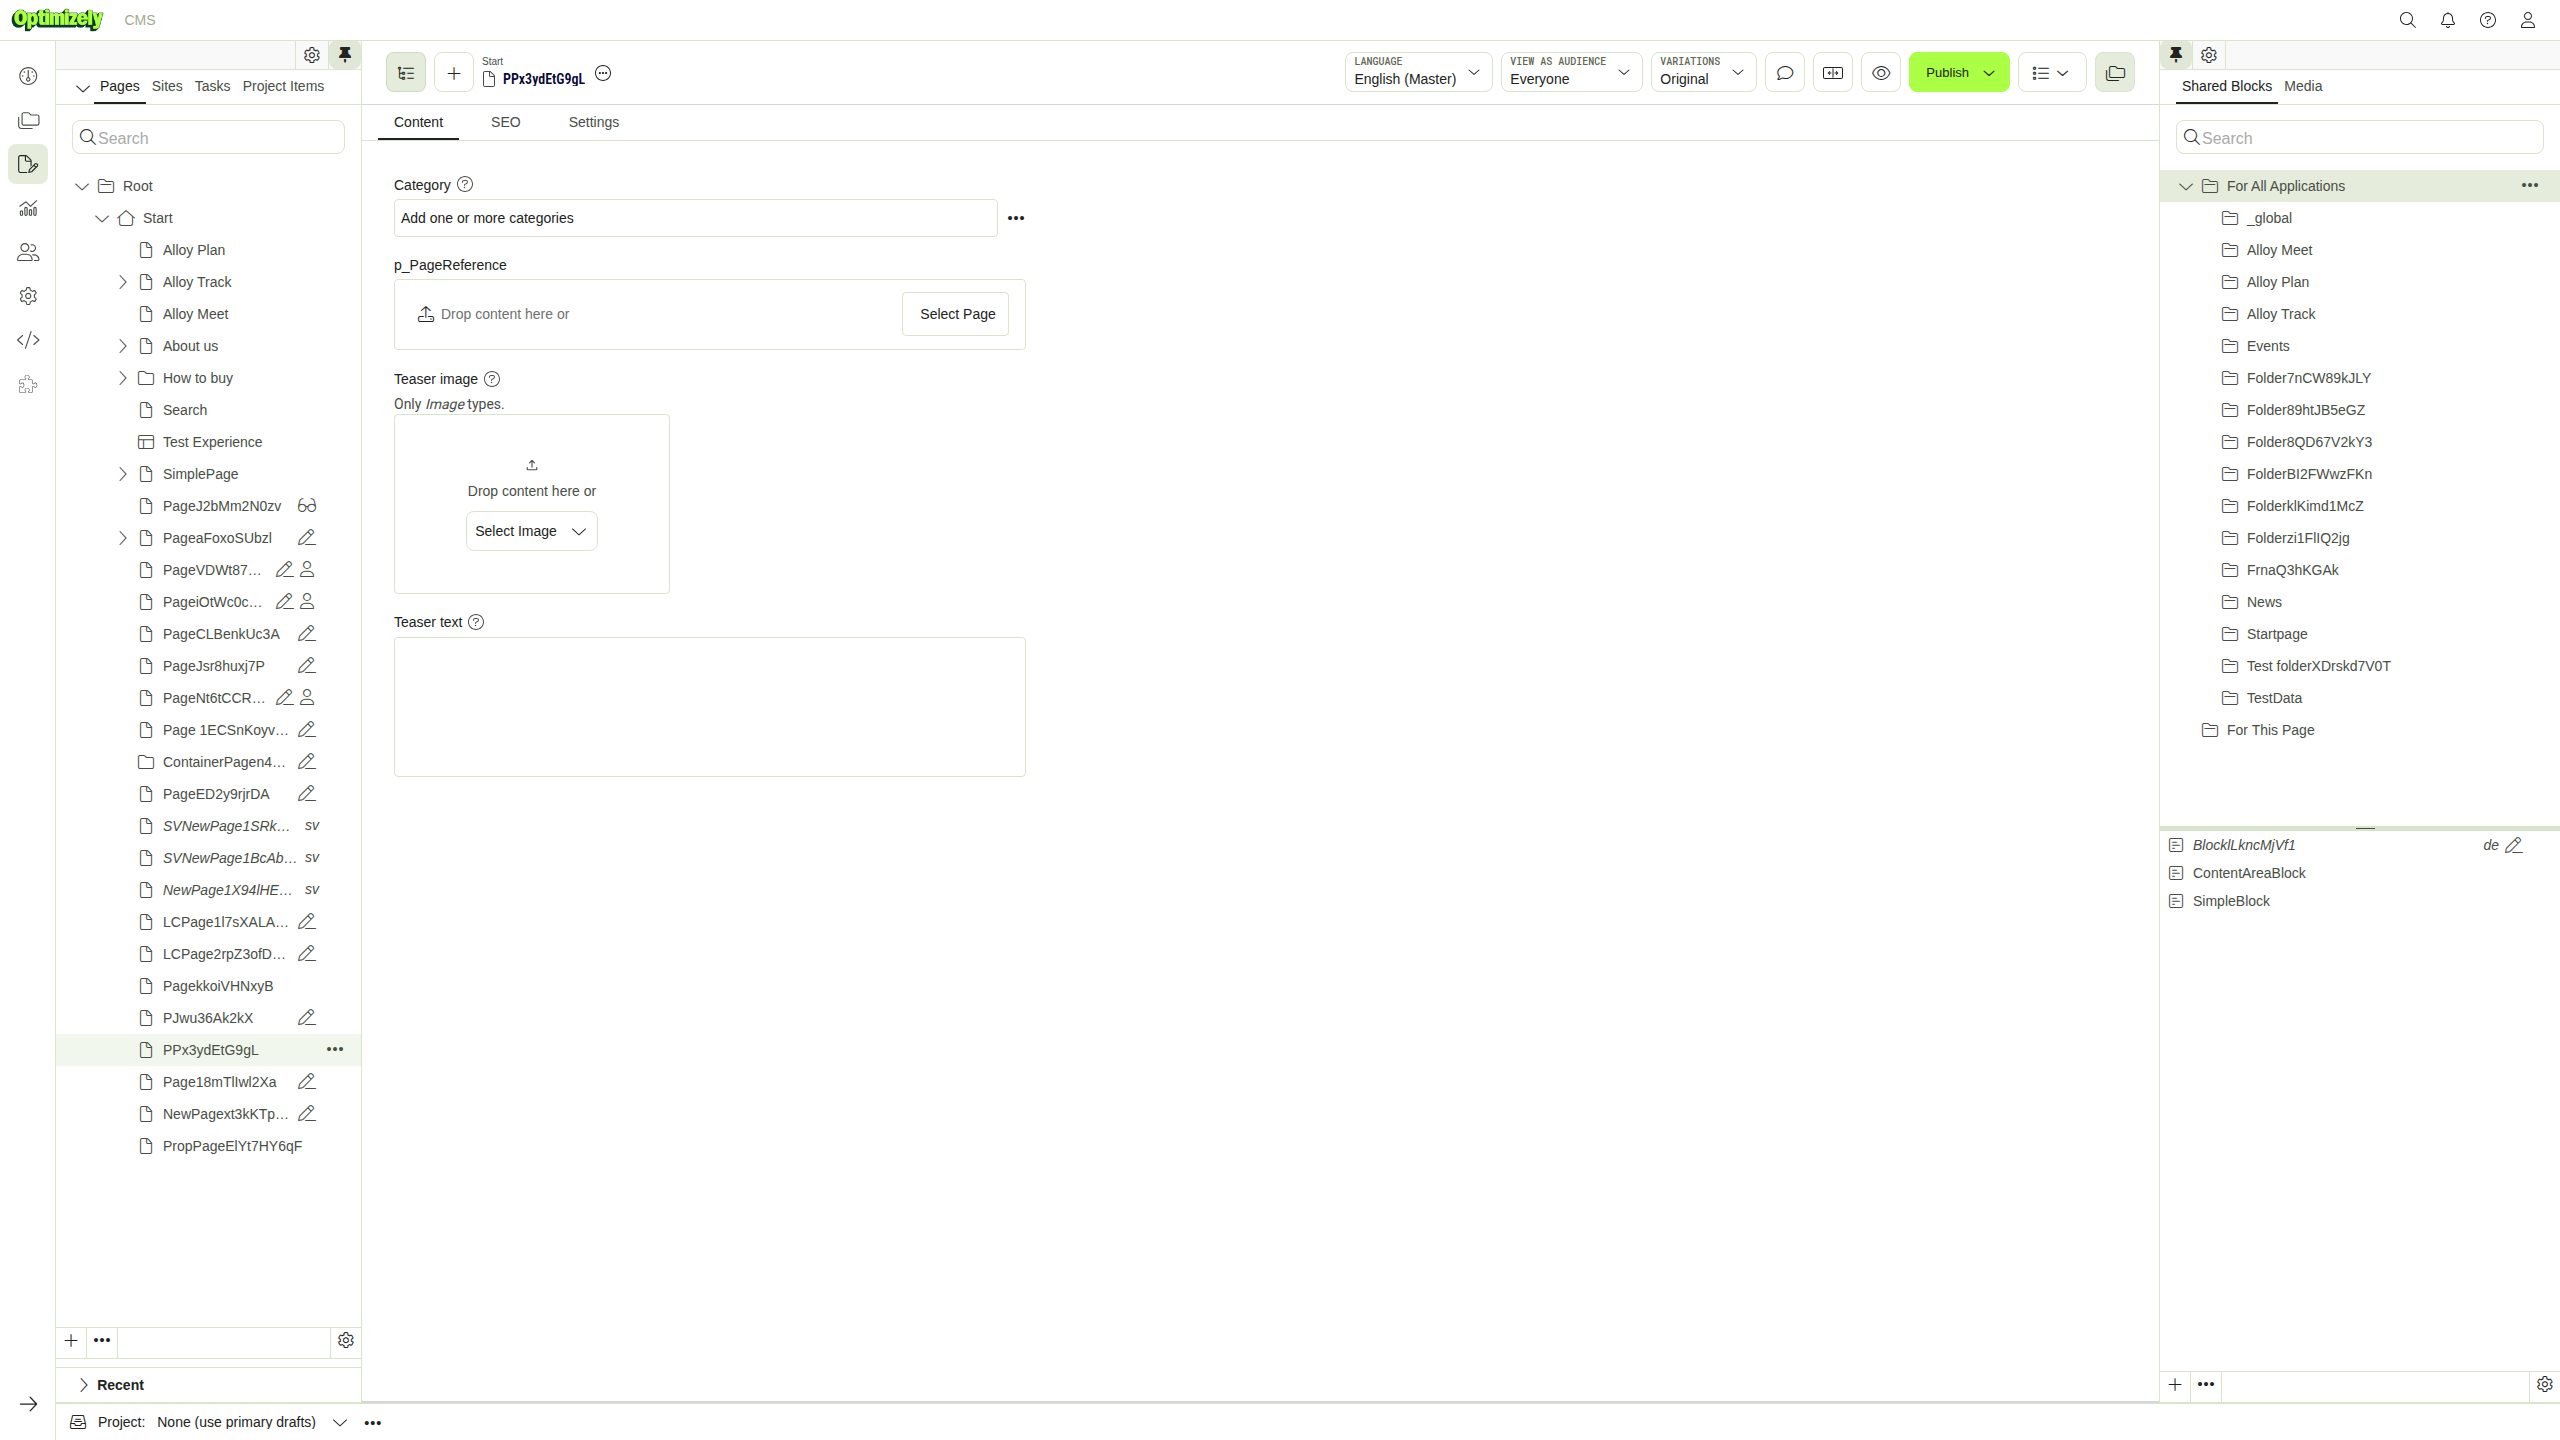 Optimizely CMS
Pages Sites Tasks Project Items
Search
Root
Start
Alloy Plan
Alloy Track
Alloy Meet
About us
How to buy
Search
Test Experience
SimplePage
PageJ2bMm2N0zv
PageaFoxoSUbzl
PageVDWt87…
PageiOtWc0c…
PageCLBenkUc3A
PageJsr8huxj7P
PageNt6tCCR…
Page 1ECSnKoyv…
ContainerPagen4…
PageED2y9rjrDA
SVNewPage1SRk… sv
SVNewPage1BcAb… sv
NewPage1X94lHE… sv
LCPage1l7sXALA…
LCPage2rpZ3ofD…
PagekkoiVHNxyB
PJwu36Ak2kX
PPx3ydEtG9gL
Page18mTlIwl2Xa
NewPagext3kKTp…
PropPageElYt7HY6qF
Recent
Project: None (use primary drafts)
Start
PPx3ydEtG9gL
LANGUAGE
English (Master)
VIEW AS AUDIENCE
Everyone
VARIATIONS
Original
Publish
Content SEO Settings
Category
Add one or more categories
p_PageReference
Drop content here or
Select Page
Teaser image
Only Image types.
Drop content here or
Select Image
Teaser text
Shared Blocks Media
Search
For All Applications
_global
Alloy Meet
Alloy Plan
Alloy Track
Events
Folder7nCW89kJLY
Folder89htJB5eGZ
Folder8QD67V2kY3
FolderBI2FWwzFKn
FolderklKimd1McZ
Folderzi1FlIQ2jg
FrnaQ3hKGAk
News
Startpage
Test folderXDrskd7V0T
TestData
For This Page
BlocklLkncMjVf1 de
ContentAreaBlock
SimpleBlock